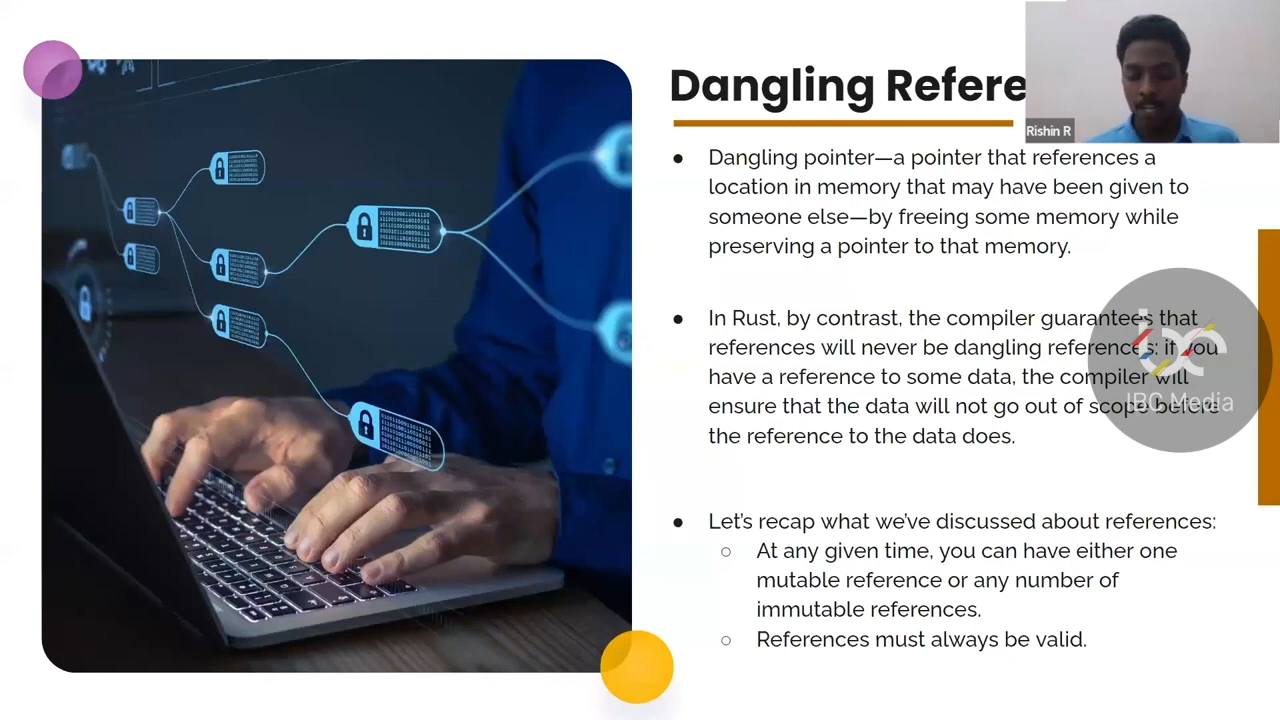 Dangling Refere
Rishin R
● Dangling pointer—a pointer that references a
location in memory that may have been given to
someone else—by freeing some memory while
preserving a pointer to that memory.
● In Rust, by contrast, the compiler guarantees that
references will never be dangling references: if you
have a reference to some data, the compiler will
ensure that the data will not go out of scope before
the reference to the data does.
IBC Media
● Let's recap what we've discussed about references:
○ At any given time, you can have either one
mutable reference or any number of
immutable references.
○ References must always be valid.